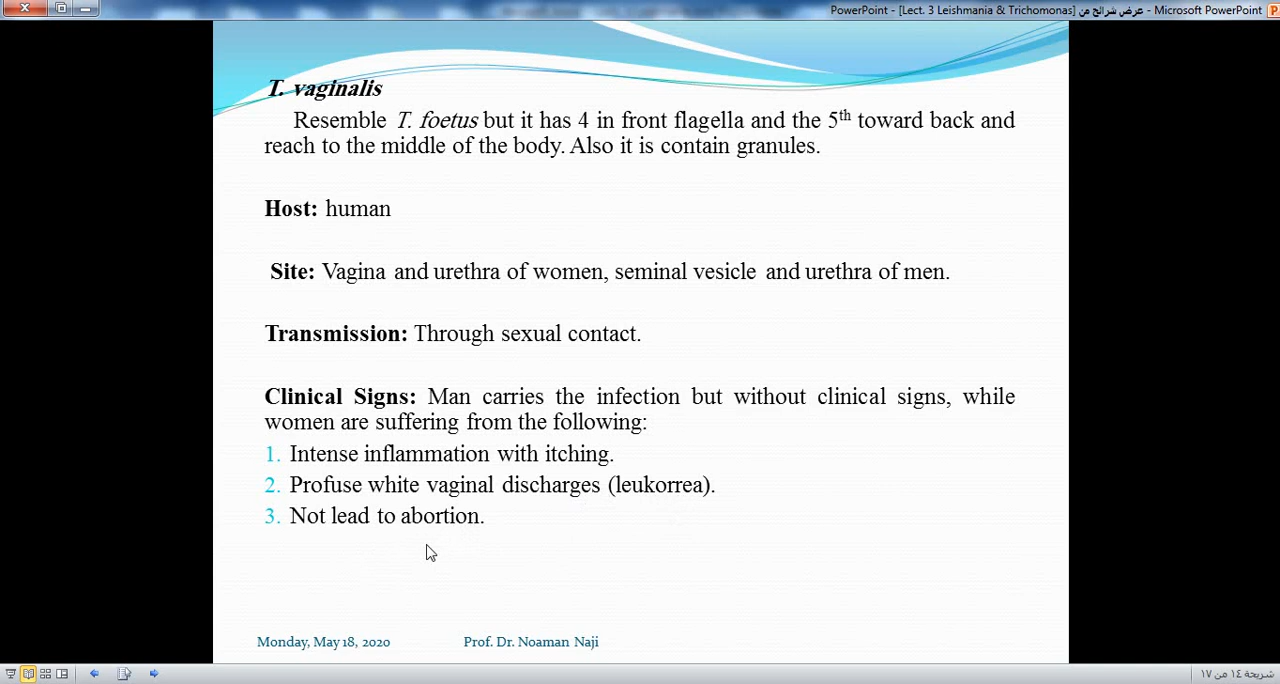 PowerPoint - [Lect. 3 Leishmania & Trichomonas] عرض شرائح من - Microsoft PowerPoint
T. vaginalis
Resemble T. foetus but it has 4 in front flagella and the 5th toward back and
reach to the middle of the body. Also it is contain granules.
Host: human
Site: Vagina and urethra of women, seminal vesicle and urethra of men.
Transmission: Through sexual contact.
Clinical Signs: Man carries the infection but without clinical signs, while
women are suffering from the following:
1. Intense inflammation with itching.
2. Profuse white vaginal discharges (leukorrea).
3. Not lead to abortion.
Monday, May 18, 2020 Prof. Dr. Noaman Naji
شريحة ١٤ من ١٧